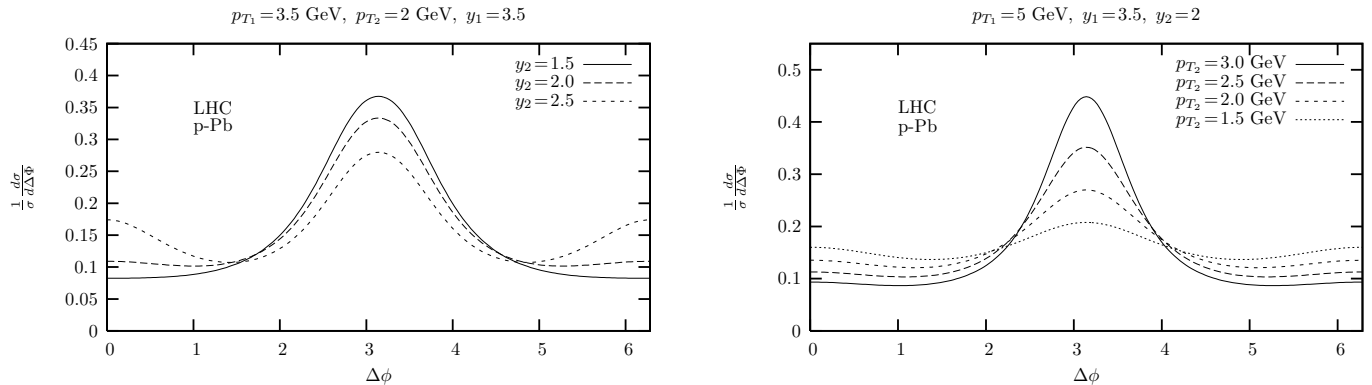 p_{T_1}=3.5 GeV, p_{T_2}=2 GeV, y_1=3.5
0.45
0.4
0.35
0.3
0.25
0.2
0.15
0.1
0.05
0
1/σ dσ/dΔΦ
LHC
p-Pb
y_2=1.5
y_2=2.0
y_2=2.5
0 1 2 3 4 5 6
Δϕ
p_{T_1}=5 GeV, y_1=3.5, y_2=2
0.5
0.4
0.3
0.2
0.1
0
1/σ dσ/dΔΦ
LHC
p-Pb
p_{T_2}=3.0 GeV
p_{T_2}=2.5 GeV
p_{T_2}=2.0 GeV
p_{T_2}=1.5 GeV
0 1 2 3 4 5 6
Δϕ